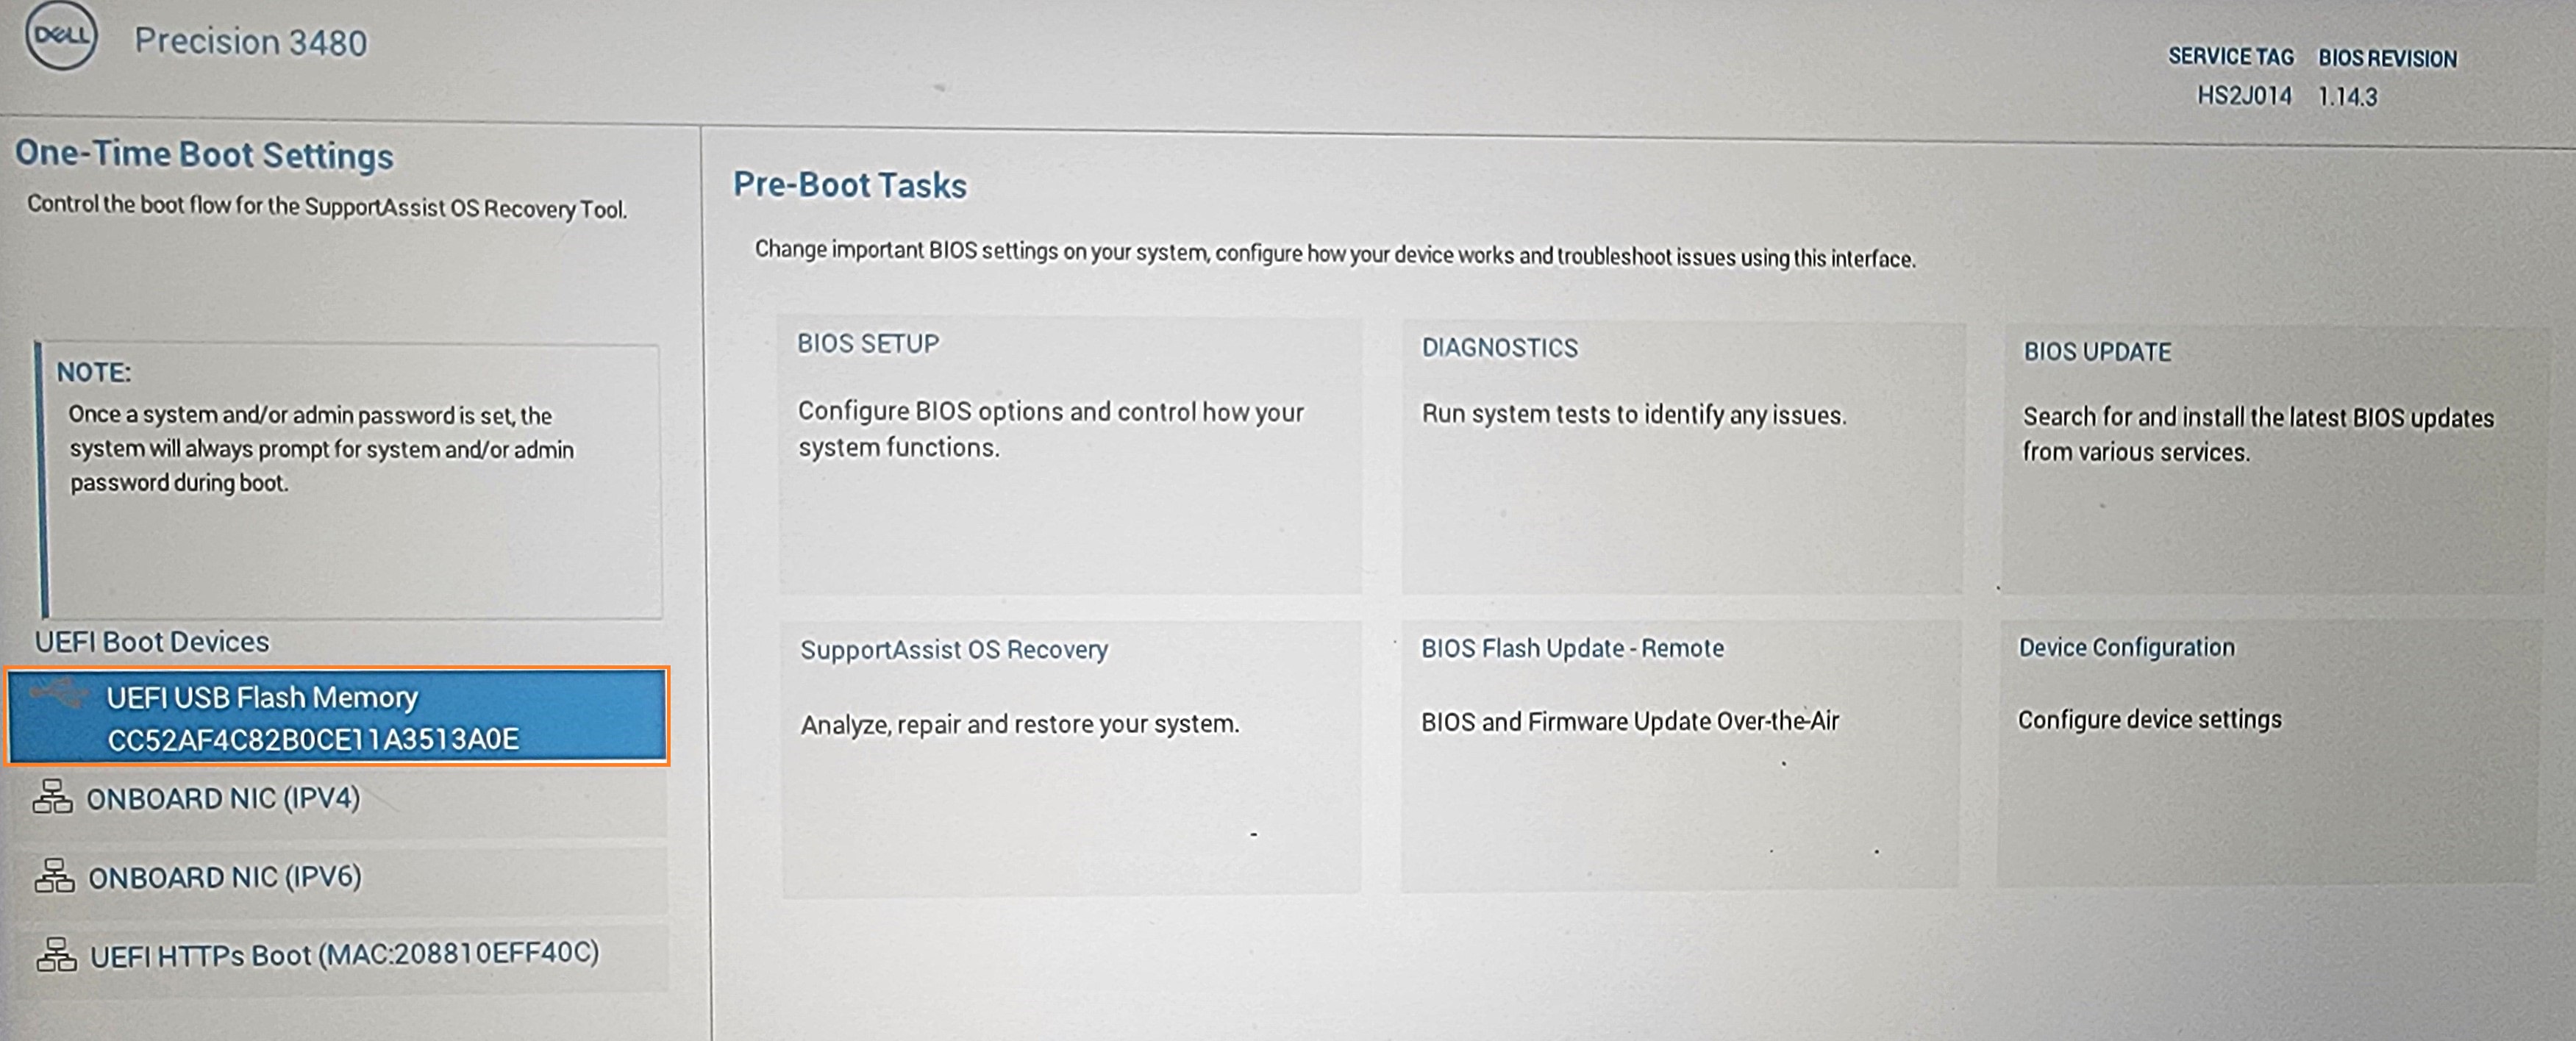 DELL
Precision 3480
SERVICE TAG BIOS REVISION
HS2J014 1.14.3
One-Time Boot Settings
Control the boot flow for the SupportAssist OS Recovery Tool.
NOTE:
Once a system and/or admin password is set, the
system will always prompt for system and/or admin
password during boot.
UEFI Boot Devices
UEFI USB Flash Memory
CC52AF4C82B0CE11A3513A0E
ONBOARD NIC (IPV4)
ONBOARD NIC (IPV6)
UEFI HTTPs Boot (MAC:208810EFF40C)
Pre-Boot Tasks
Change important BIOS settings on your system, configure how your device works and troubleshoot issues using this interface.
BIOS SETUP
Configure BIOS options and control how your
system functions.
DIAGNOSTICS
Run system tests to identify any issues.
BIOS UPDATE
Search for and install the latest BIOS updates
from various services.
SupportAssist OS Recovery
Analyze, repair and restore your system.
BIOS Flash Update - Remote
BIOS and Firmware Update Over-the-Air
Device Configuration
Configure device settings